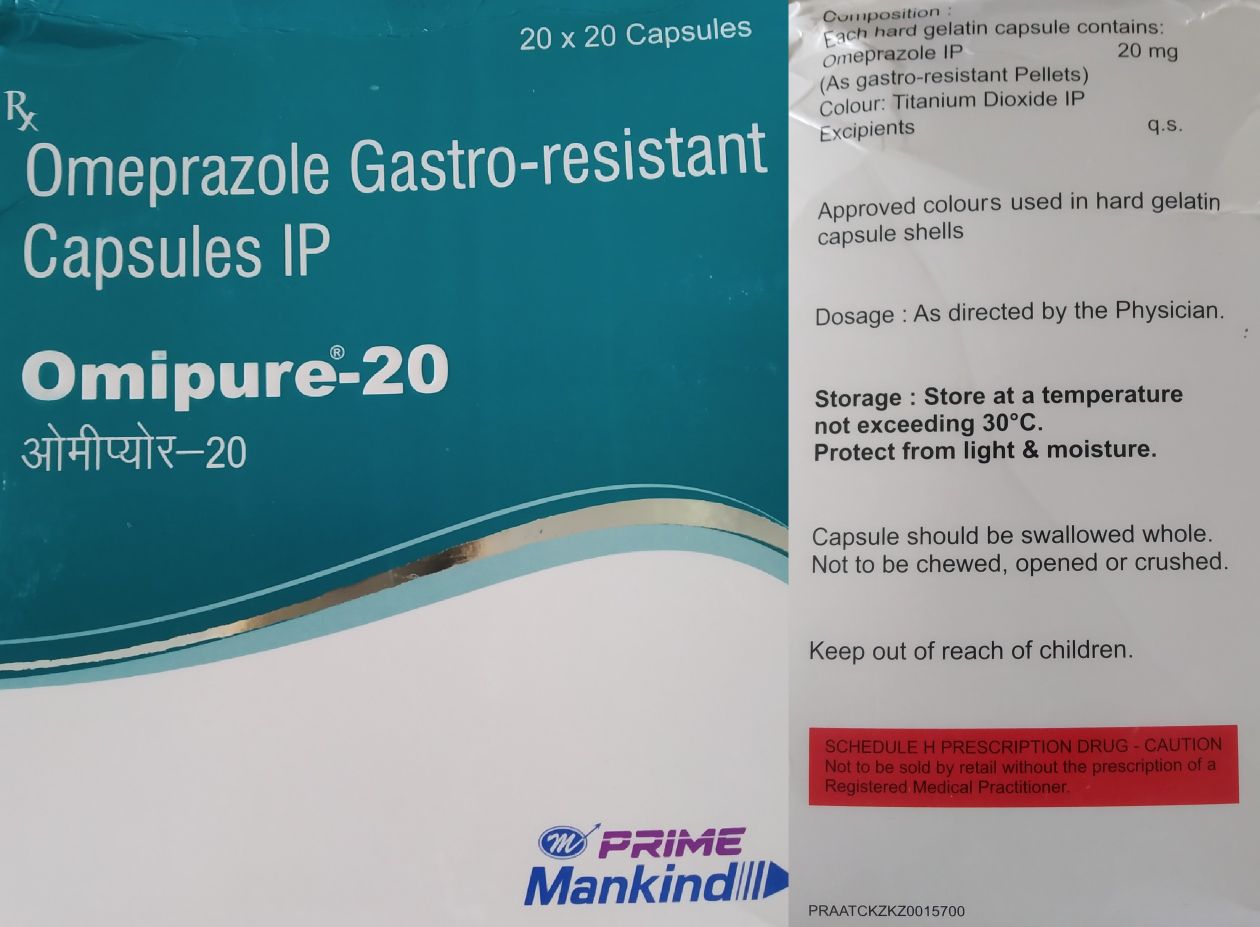 20 x 20 Capsules
Rx
Omeprazole Gastro-resistant
Capsules IP
Omipure®-20
ओमीप्योर–20
m PRIME
Mankind
Composition :
Each hard gelatin capsule contains:
Omeprazole IP 20 mg
(As gastro-resistant Pellets)
Colour: Titanium Dioxide IP
Excipients q.s.
Approved colours used in hard gelatin
capsule shells
Dosage : As directed by the Physician.
Storage : Store at a temperature
not exceeding 30°C.
Protect from light & moisture.
Capsule should be swallowed whole.
Not to be chewed, opened or crushed.
Keep out of reach of children.
SCHEDULE H PRESCRIPTION DRUG - CAUTION
Not to be sold by retail without the prescription of a
Registered Medical Practitioner.
PRAATCKZKZ0015700